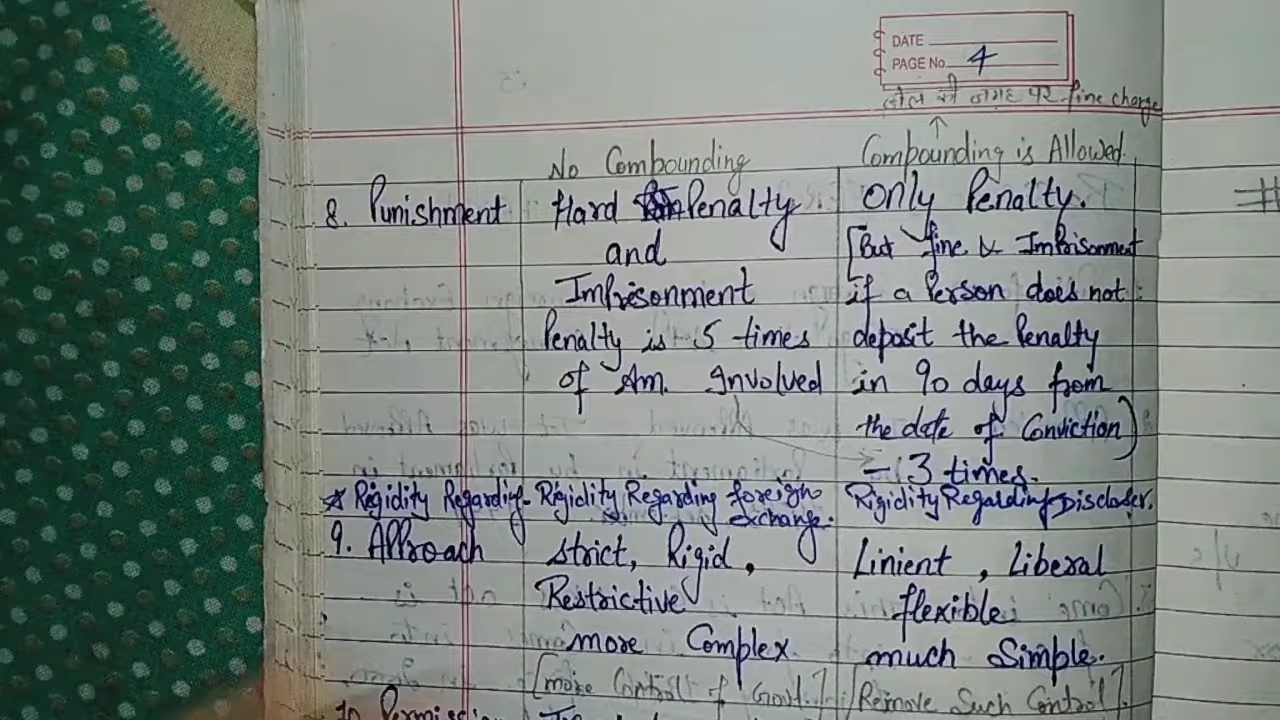 DATE
PAGE No. 4
जेल की जगह पर fine charge
↑
No Compounding Compounding is Allowed.
8. Punishment Hard Penalty Only Penalty.
and [But fine & Imprisonment
Imprisonment if a Person does not
Penalty is 5 times deposit the Penalty
of Am. Involved in 90 days from
the date of Conviction)
- 3 times.
* Rigidity Regarding- Rigidity Regarding foreign exchange. Rigidity Regarding Discloser.
9. Approach Strict, Rigid, Linient, Liberal
Restrictive flexible
more Complex much Simple.
[more Control of Govt.] [Remove Such Control]
10 Permission